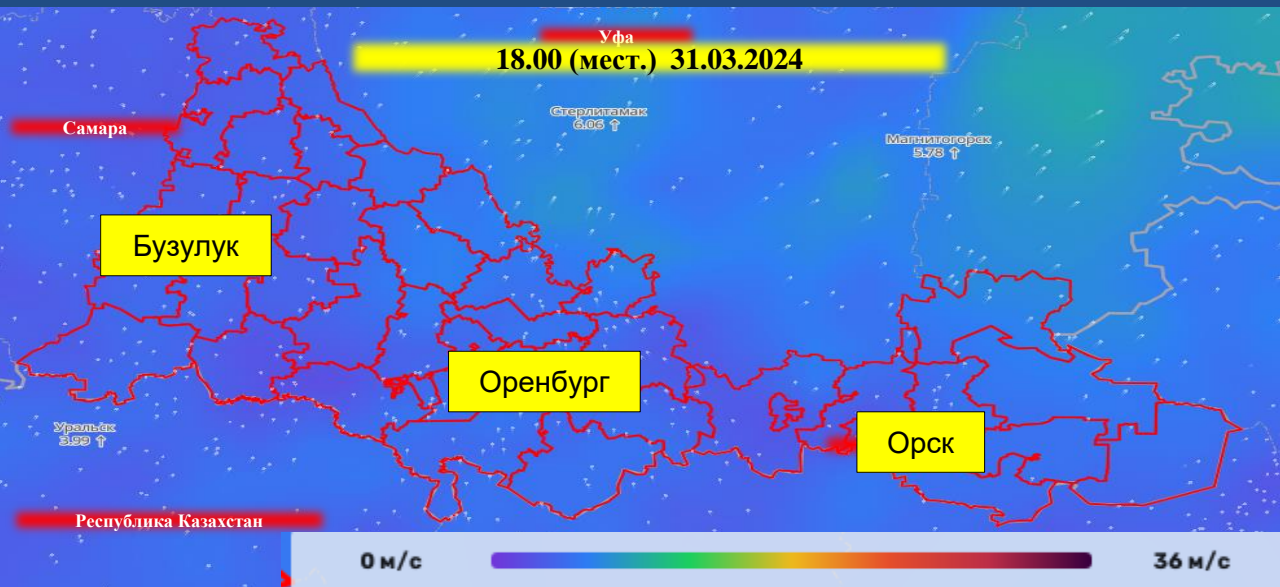 Уфа
18.00 (мест.) 31.03.2024
Стерлитамак
6.06 ↑
Самара
Магнитогорск
5.78 ↑
Бузулук
Оренбург
Уральск
3.99 ↑
Орск
Республика Казахстан
0 м/с
36 м/с